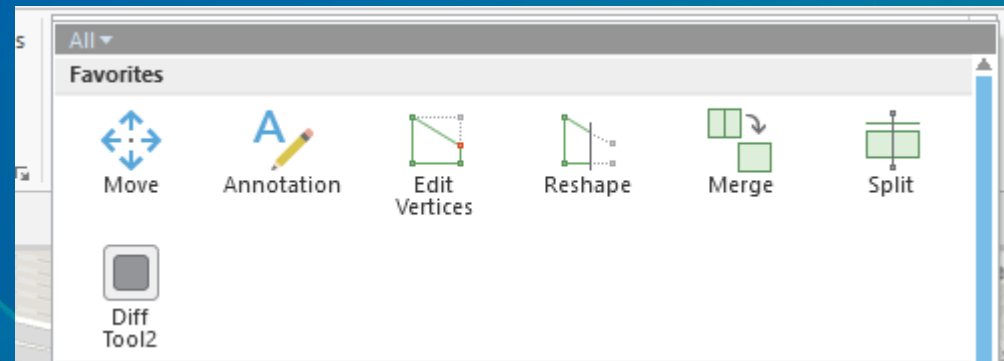 s
All
Favorites
Move Annotation Edit Vertices Reshape Merge Split
Diff Tool2